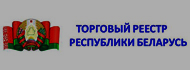 ТОРГОВЫЙ РЕЕСТР
РЕСПУБЛИКИ БЕЛАРУСЬ